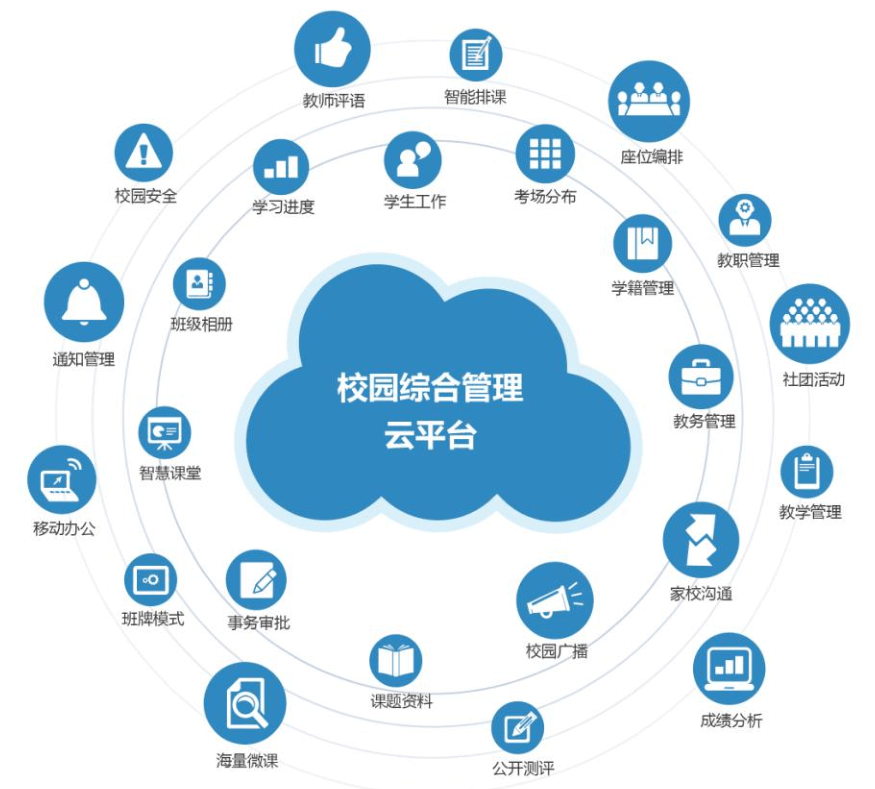 教师评语
智能排课
座位编排
校园安全
学习进度
学生工作
考场分布
教职管理
学籍管理
班级相册
通知管理
社团活动
校园综合管理
云平台
教务管理
智慧课堂
移动办公
教学管理
家校沟通
班牌模式
事务审批
校园广播
课题资料
成绩分析
海量微课
公开测评